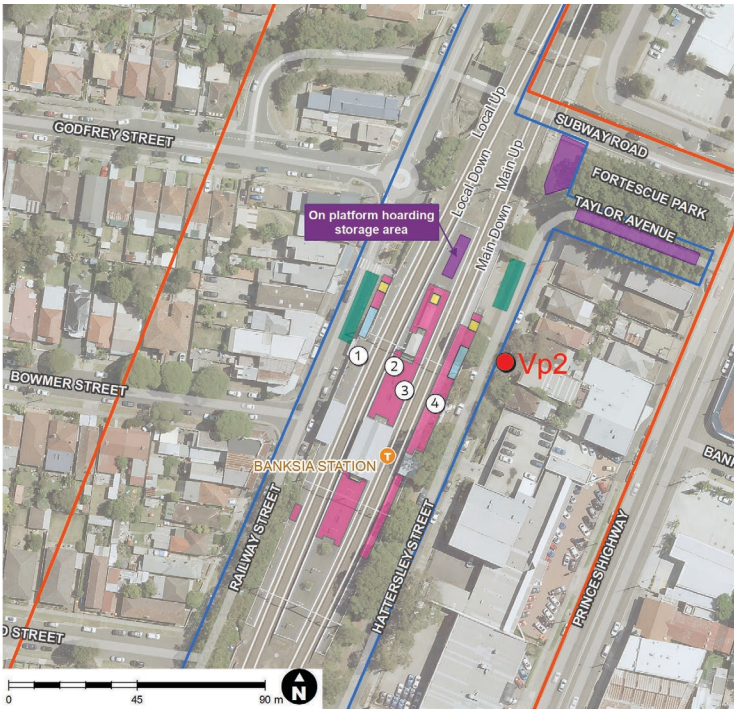 SUBWAY ROAD
GODFREY STREET
Local Up
Main Up
Local Down
Main Down
FORTESCUE PARK
TAYLOR AVENUE
On platform hoarding
storage area
1
2
3
4
Vp2
BOWMER STREET
BANKSIA STATION
T
BANK
RAILWAY STREET
HATTERSLEY STREET
PRINCES HIGHWAY
D STREET
0
45
90 m
N